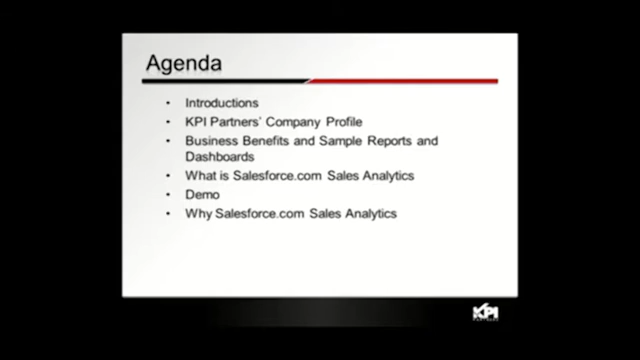 Agenda
• Introductions
• KPI Partners' Company Profile
• Business Benefits and Sample Reports and
Dashboards
• What is Salesforce.com Sales Analytics
• Demo
• Why Salesforce.com Sales Analytics
KPI